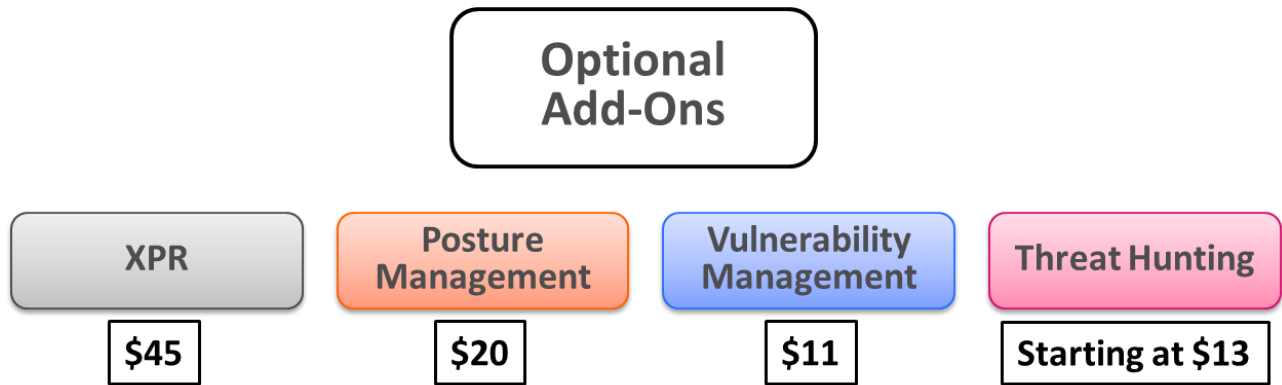 Optional
Add-Ons
XPR
Posture
Management
Vulnerability
Management
Threat Hunting
$45
$20
$11
Starting at $13